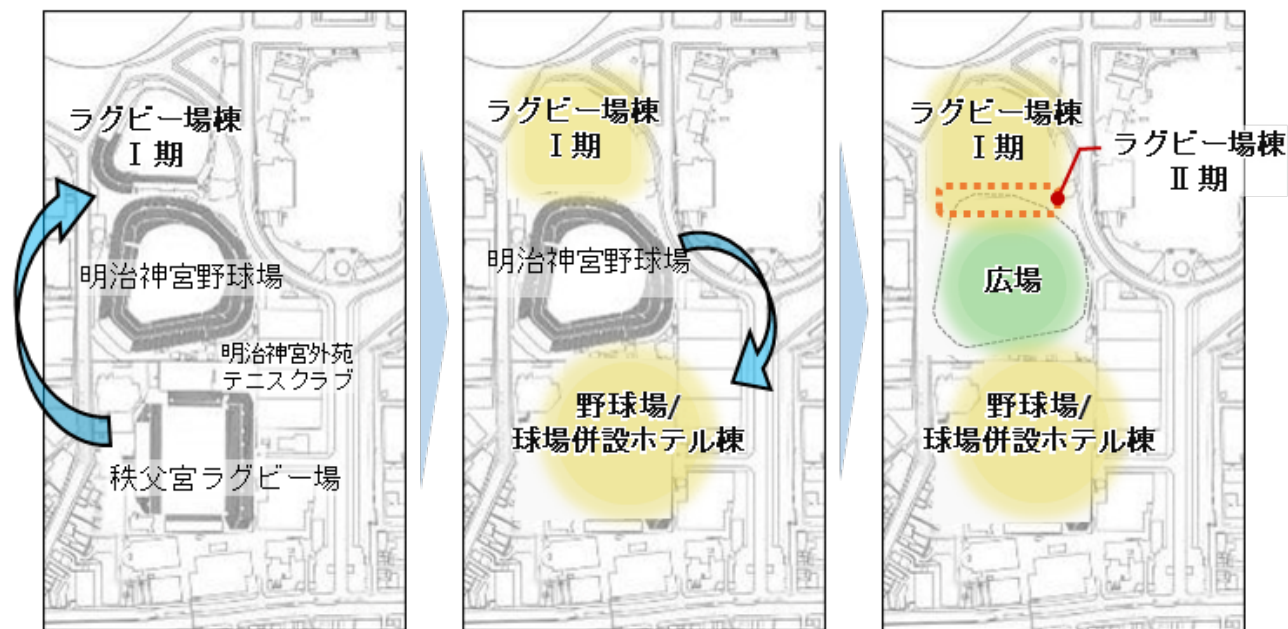 ラグビー場棟
Ⅰ期
明治神宮野球場
明治神宮外苑
テニスクラブ
秩父宮ラグビー場
ラグビー場棟
Ⅰ期
明治神宮野球場
野球場/
球場併設ホテル棟
ラグビー場棟
Ⅰ期
ラグビー場棟
Ⅱ期
広場
野球場/
球場併設ホテル棟